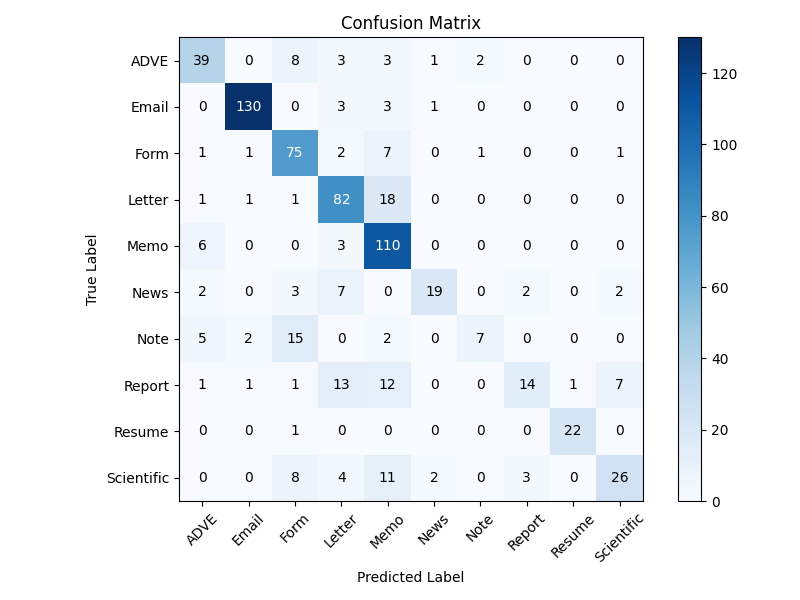 Confusion Matrix
ADVE 39 0 8 3 3 1 2 0 0 0
Email 0 130 0 3 3 1 0 0 0 0
Form 1 1 75 2 7 0 1 0 0 1
Letter 1 1 1 82 18 0 0 0 0 0
Memo 6 0 0 3 110 0 0 0 0 0
News 2 0 3 7 0 19 0 2 0 2
Note 5 2 15 0 2 0 7 0 0 0
Report 1 1 1 13 12 0 0 14 1 7
Resume 0 0 1 0 0 0 0 0 22 0
Scientific 0 0 8 4 11 2 0 3 0 26
ADVE Email Form Letter Memo News Note Report Resume Scientific
Predicted Label
True Label
120
100
80
60
40
20
0